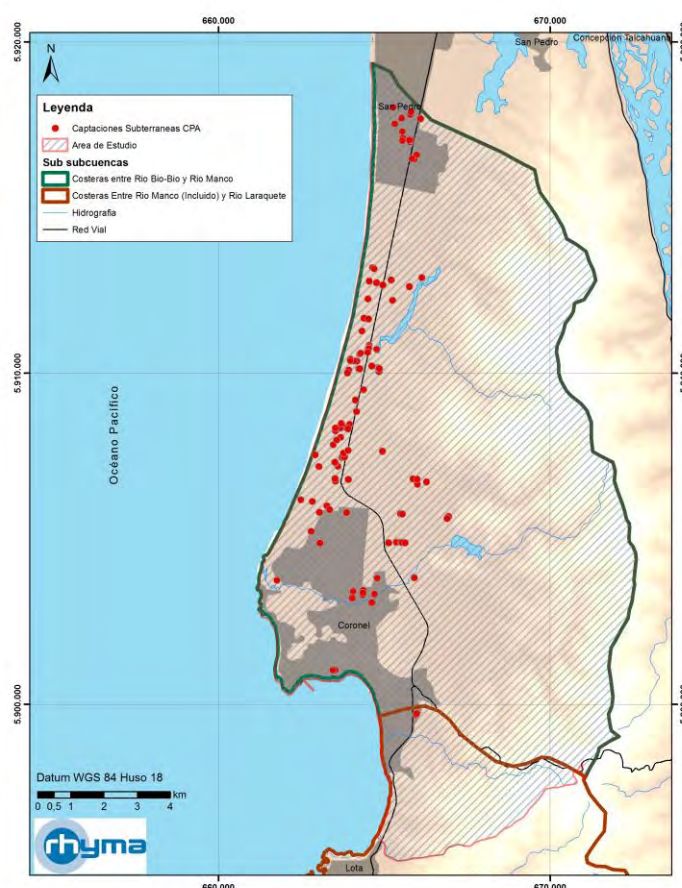 660.000
670.000
5.920.000
San Pedro
Concepción Talcahuana
N
San Pedro
Leyenda
Captaciones Subterraneas CPA
Area de Estudio
Sub subcuencas
Costeras entre Rio Bio-Bio y Rio Manco
Costeras Entre Rio Manco (Incluido) y Rio Laraquete
Hidrografia
Red Vial
5.910.000
Océano Pacífico
Coronel
5.900.000
Datum WGS 84 Huso 18
km
0 0,5 1 2 3 4
rhyma
Lota
660.000
670.000